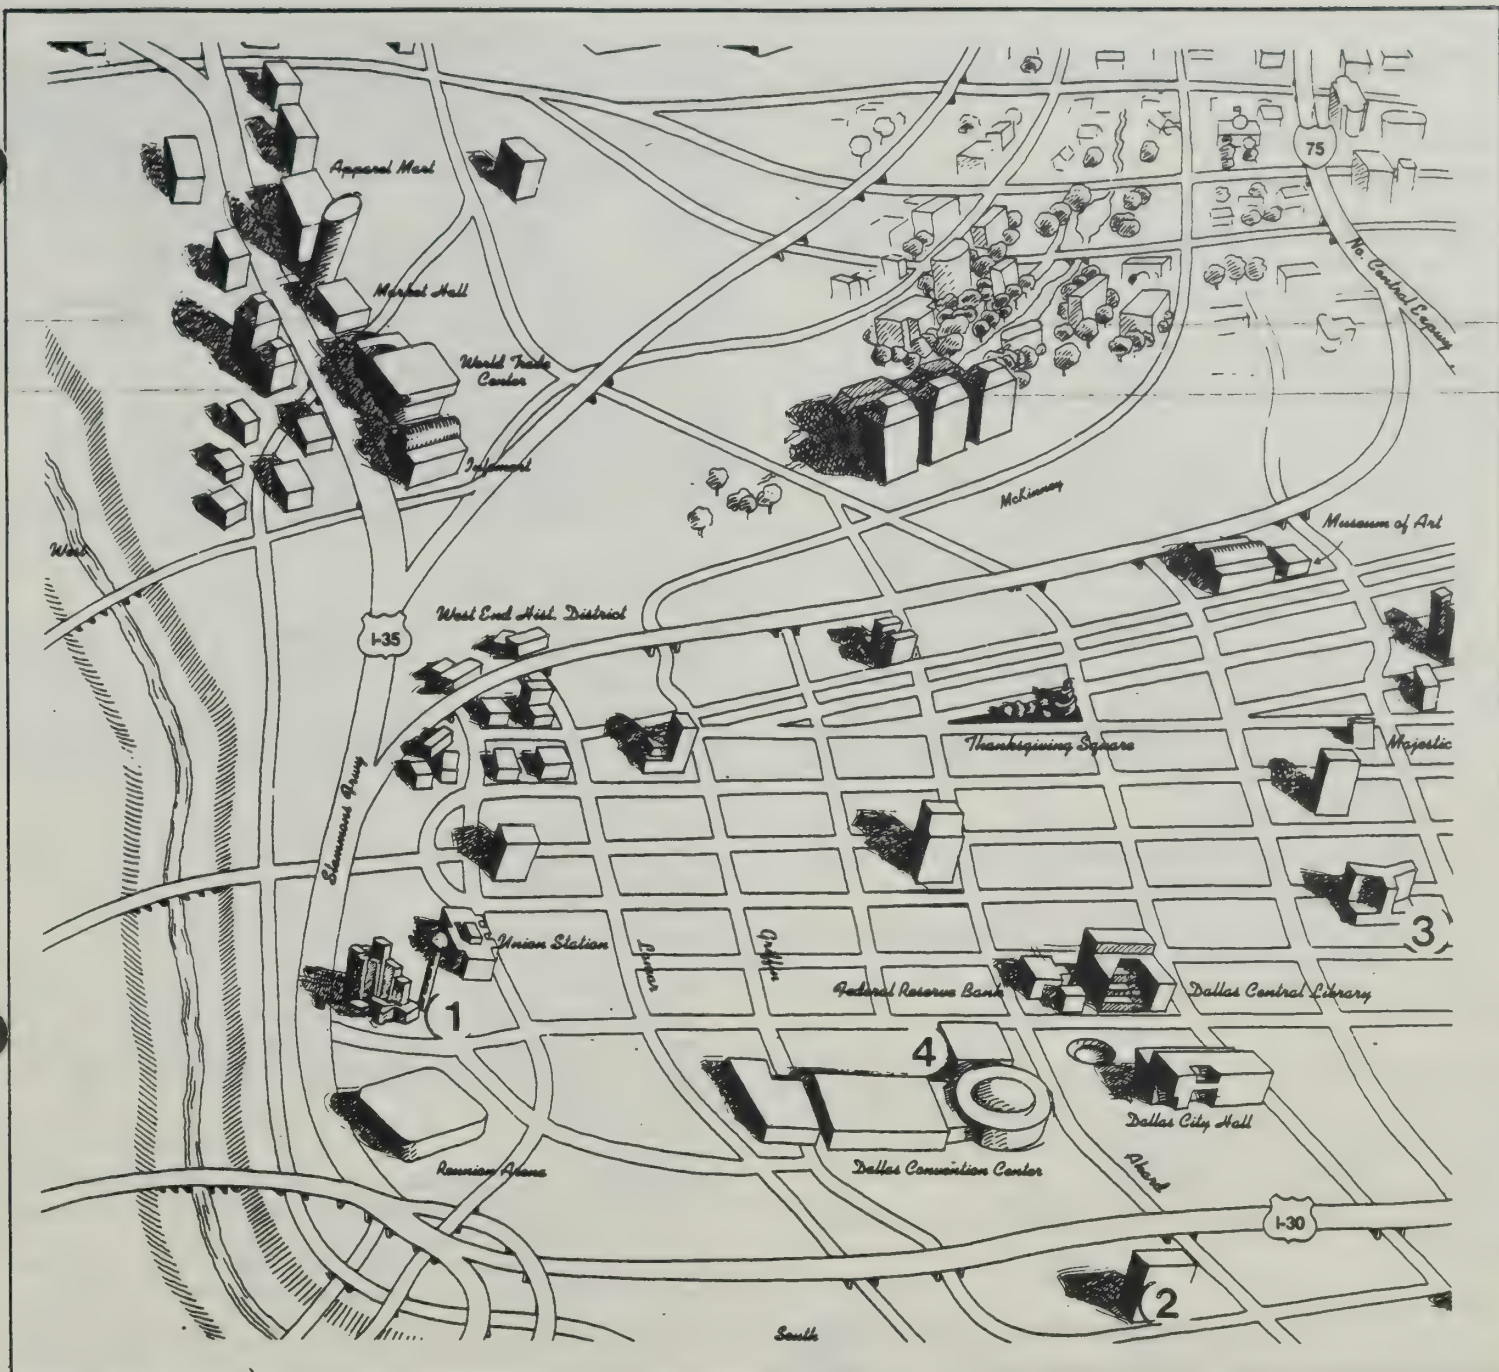 75
Apparel Mart
No. Central Expwy
Market Hall
World Trade
Center
Infomart
McKinney
Museum of Art
West
West End Hist. District
I-35
Thanksgiving Square
Majestic
Stemmons Frwy
3
Union Station
Lamar
Griffin
Federal Reserve Bank
Dallas Central Library
1
4
Dallas City Hall
Reunion Arena
Dallas Convention Center
Akard
I-30
2
South